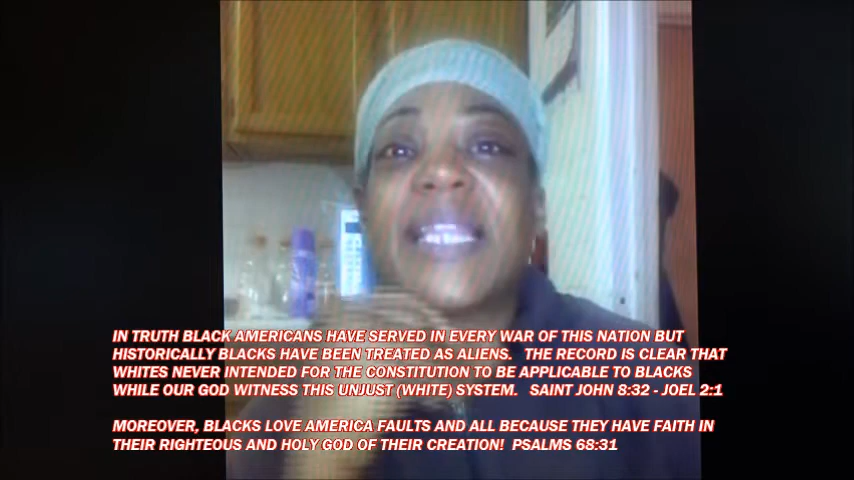 IN TRUTH BLACK AMERICANS HAVE SERVED IN EVERY WAR OF THIS NATION BUT
HISTORICALLY BLACKS HAVE BEEN TREATED AS ALIENS. THE RECORD IS CLEAR THAT
WHITES NEVER INTENDED FOR THE CONSTITUTION TO BE APPLICABLE TO BLACKS
WHILE OUR GOD WITNESS THIS UNJUST (WHITE) SYSTEM. SAINT JOHN 8:32 - JOEL 2:1
MOREOVER, BLACKS LOVE AMERICA FAULTS AND ALL BECAUSE THEY HAVE FAITH IN
THEIR RIGHTEOUS AND HOLY GOD OF THEIR CREATION! PSALMS 68:31